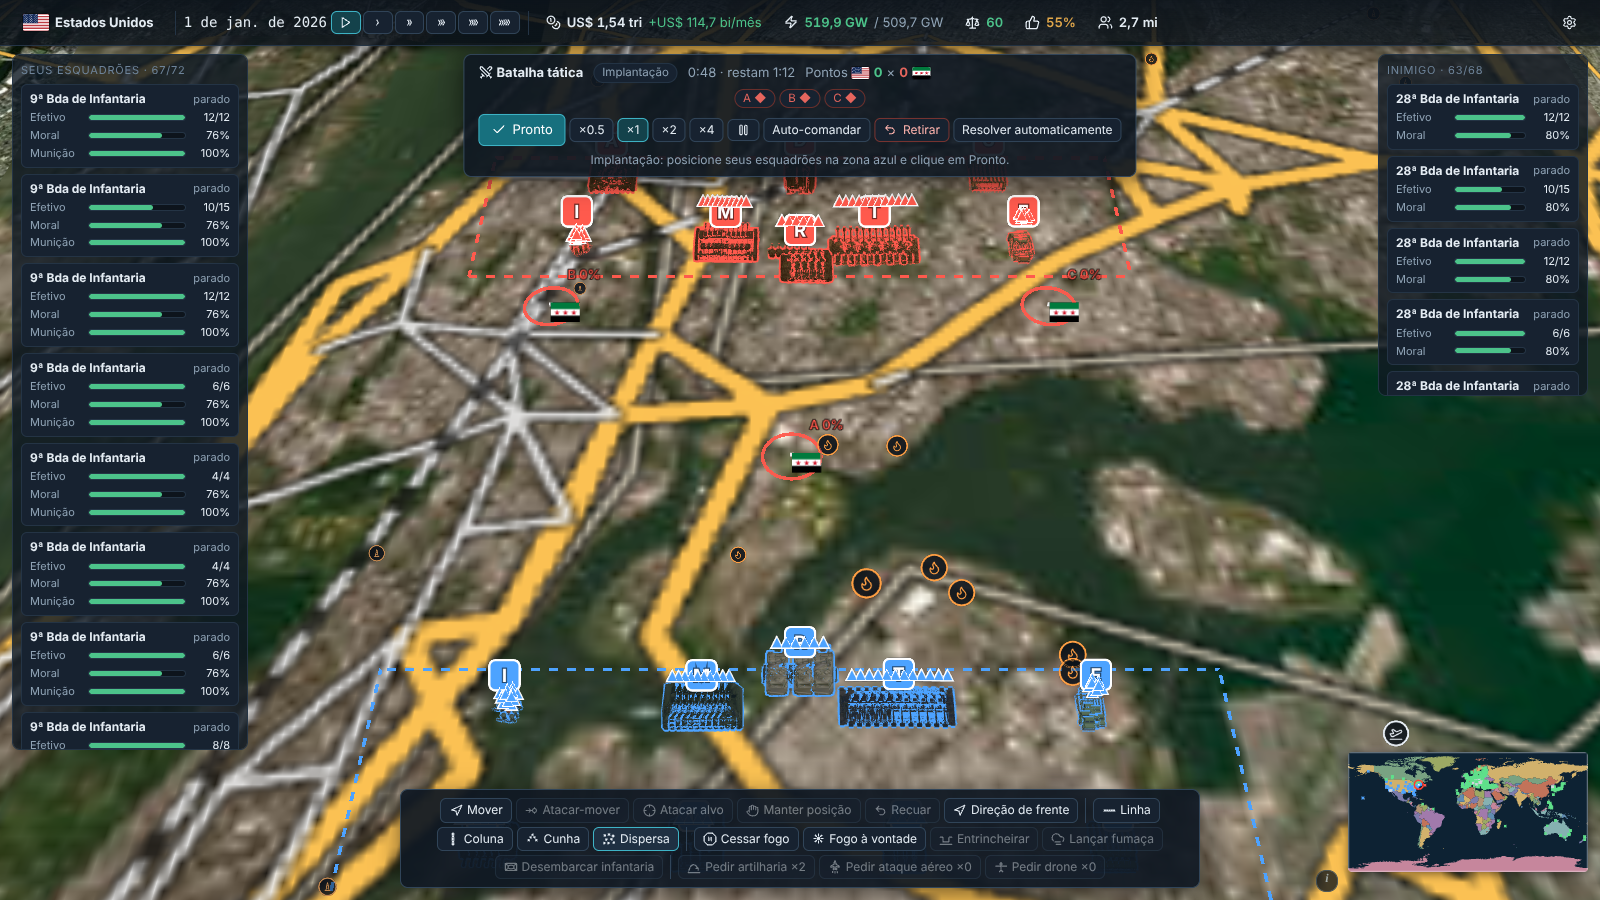 Estados Unidos
1 de jan. de 2026
US$ 1,54 tri +US$ 114,7 bi/mês
519,9 GW / 509,7 GW
60
55%
2,7 mi
SEUS ESQUADRÕES · 67/72
9ª Bda de Infantaria parado
Efetivo 12/12
Moral 76%
Munição 100%
9ª Bda de Infantaria parado
Efetivo 10/15
Moral 76%
Munição 100%
9ª Bda de Infantaria parado
Efetivo 12/12
Moral 76%
Munição 100%
9ª Bda de Infantaria parado
Efetivo 6/6
Moral 76%
Munição 100%
9ª Bda de Infantaria parado
Efetivo 4/4
Moral 76%
Munição 100%
9ª Bda de Infantaria parado
Efetivo 4/4
Moral 76%
Munição 100%
9ª Bda de Infantaria parado
Efetivo 6/6
Moral 76%
Munição 100%
9ª Bda de Infantaria parado
Efetivo 8/8
Batalha tática Implantação 0:48 · restam 1:12 Pontos 0 × 0
A B C
Pronto ×0.5 ×1 ×2 ×4 Auto-comandar Retirar Resolver automaticamente
Implantação: posicione seus esquadrões na zona azul e clique em Pronto.
I M R T
B 0% C 0%
A 0%
I
INIMIGO · 63/68
28ª Bda de Infantaria parado
Efetivo 12/12
Moral 80%
28ª Bda de Infantaria parado
Efetivo 10/15
Moral 80%
28ª Bda de Infantaria parado
Efetivo 12/12
Moral 80%
28ª Bda de Infantaria parado
Efetivo 6/6
Moral 80%
28ª Bda de Infantaria parado
Mover Atacar-mover Atacar alvo Manter posição Recuar Direção de frente Linha
Coluna Cunha Dispersa Cessar fogo Fogo à vontade Entrincheirar Lançar fumaça
Desembarcar infantaria Pedir artilharia ×2 Pedir ataque aéreo ×0 Pedir drone ×0
i